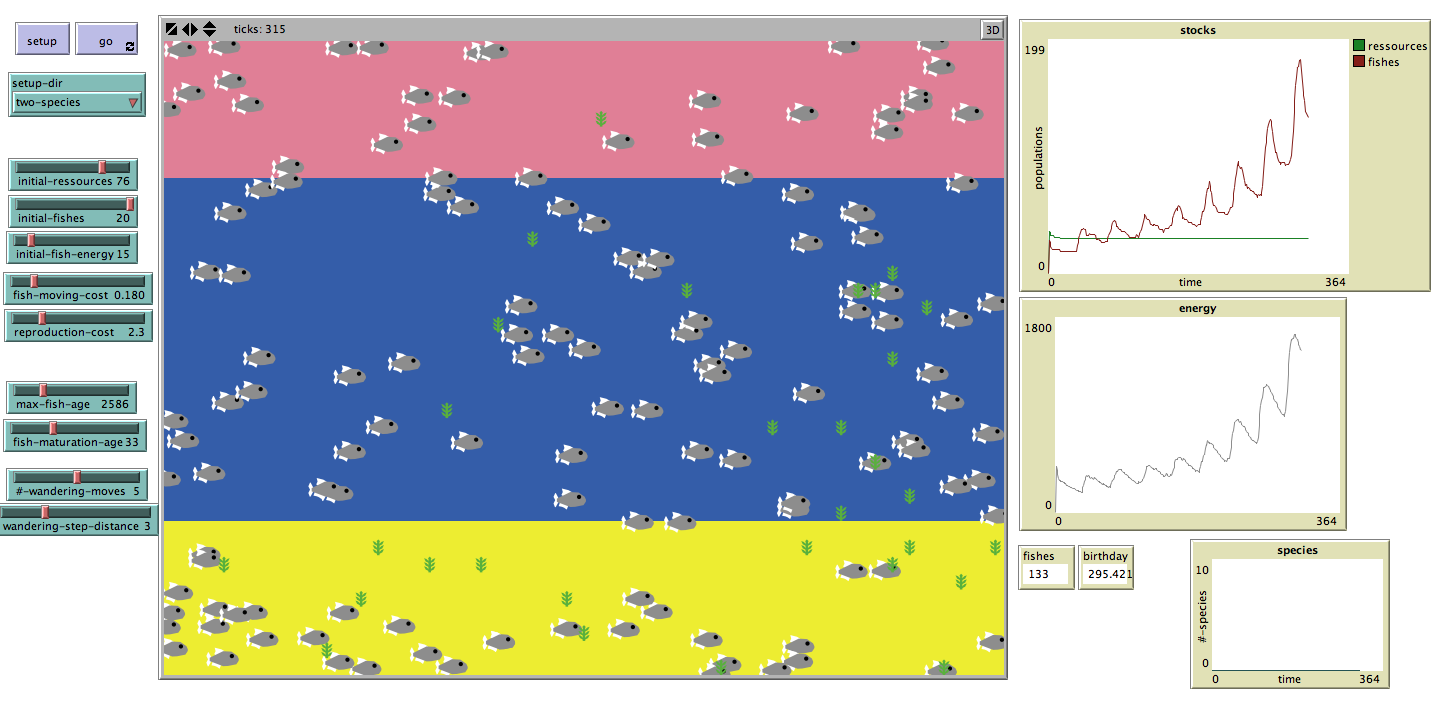 setup
go
setup-dir
two-species
initial-ressources 76
initial-fishes 20
initial-fish-energy 15
fish-moving-cost 0.180
reproduction-cost 2.3
max-fish-age 2586
fish-maturation-age 33
#-wandering-moves 5
wandering-step-distance 3
ticks: 315
3D
stocks
199
populations
0
0
time
364
ressources
fishes
energy
1800
0
0
364
fishes
133
birthday
295.421
species
10
#-species
0
0
time
364